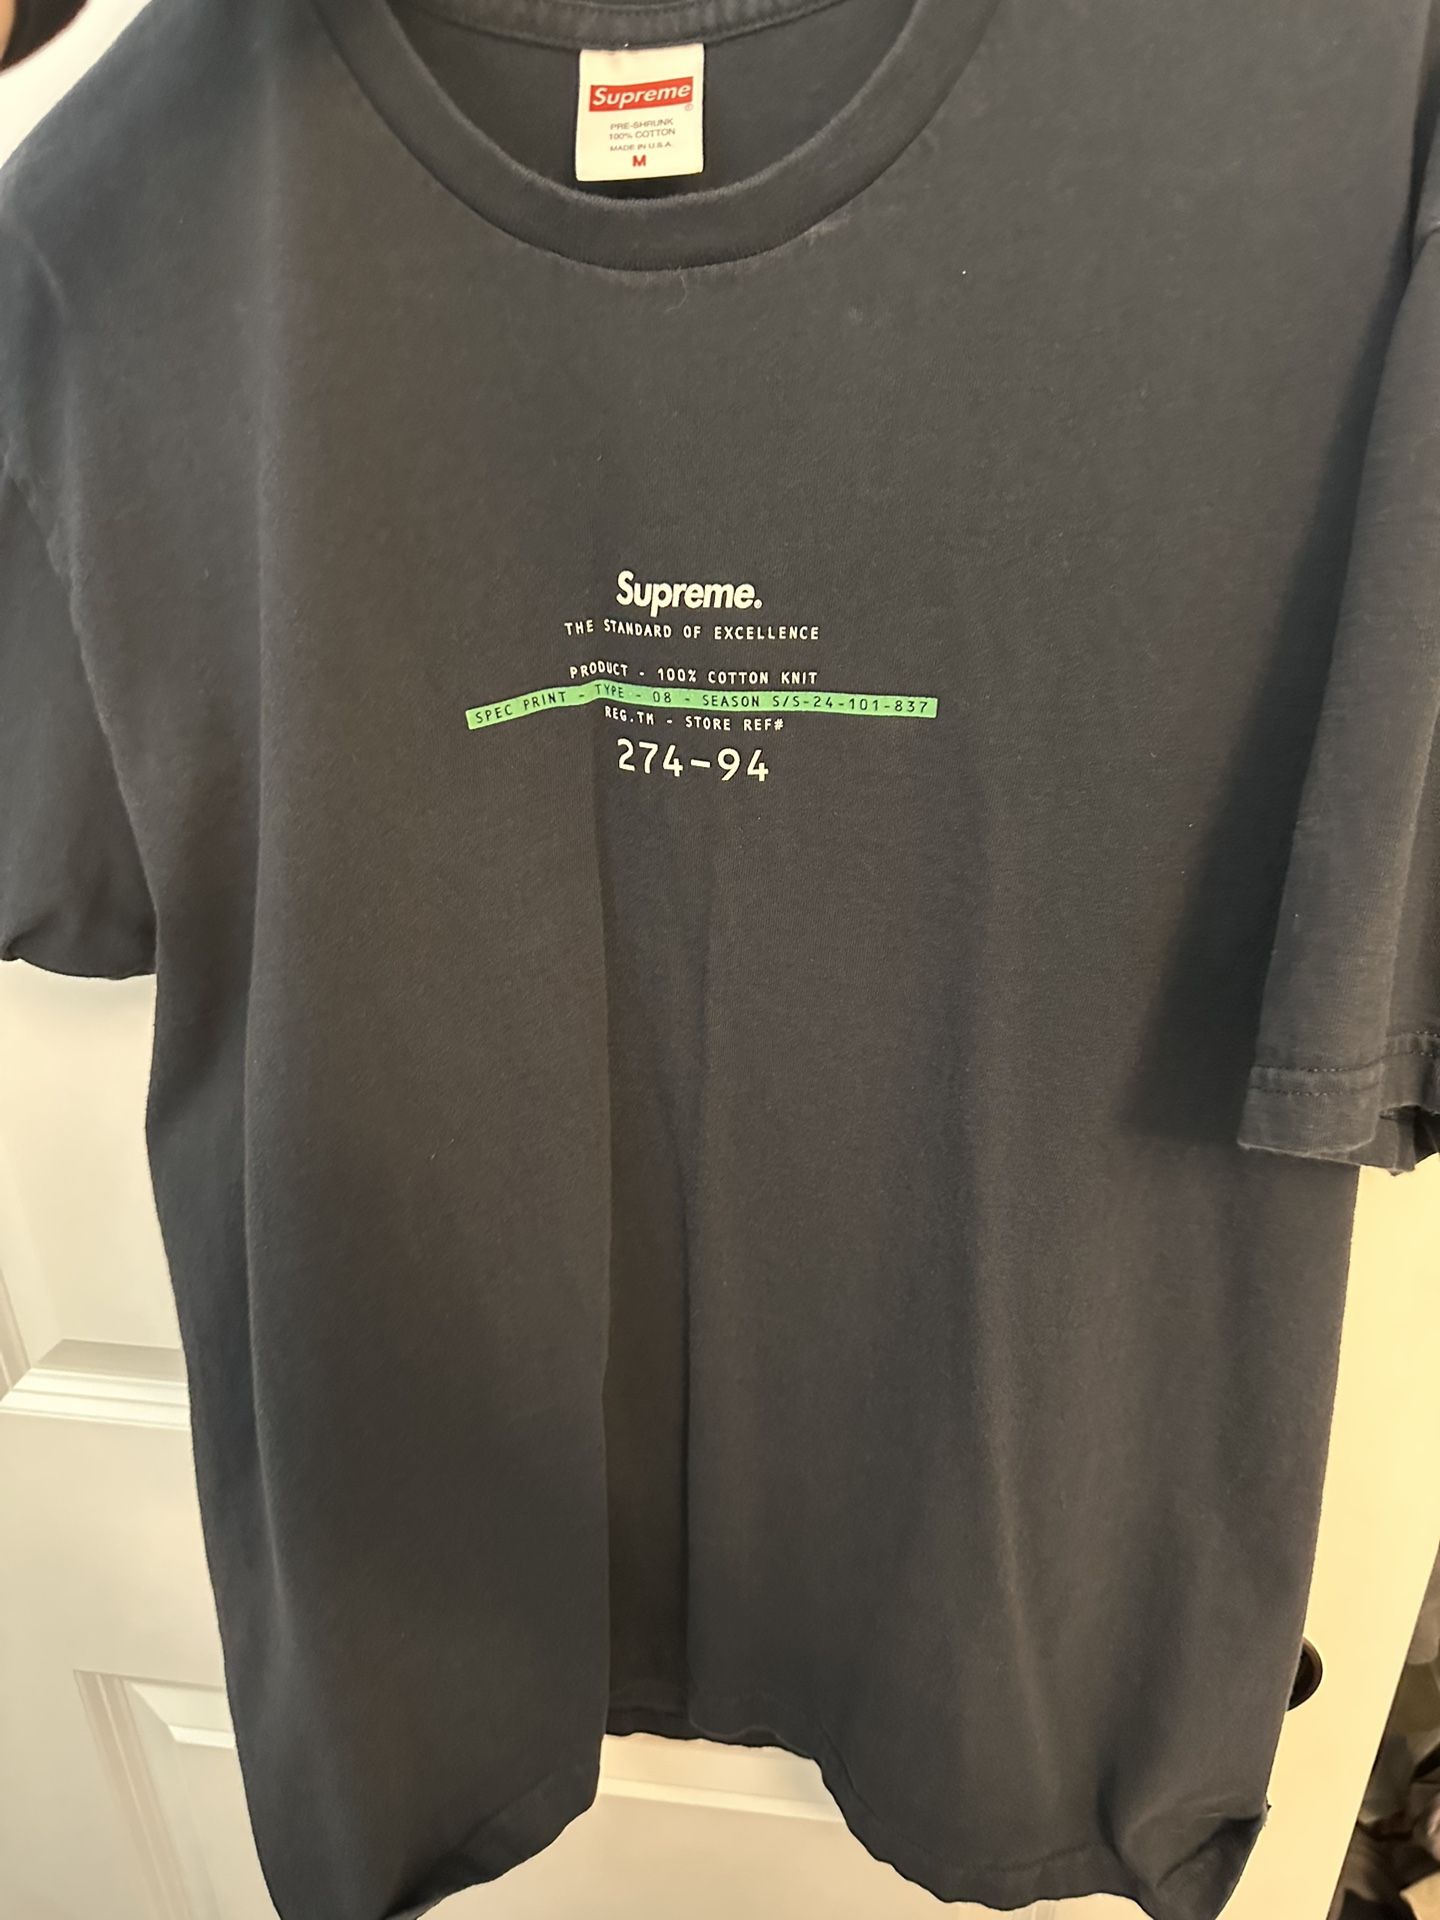 Supreme
PRE-SHRUNK
100% COTTON
MADE IN U.S.A.
M
Supreme.
THE STANDARD OF EXCELLENCE
PRODUCT - 100% COTTON KNIT
SPEC PRINT - TYPE - 08 - SEASON S/S-24-101-837
REG.TM - STORE REF#
274-94